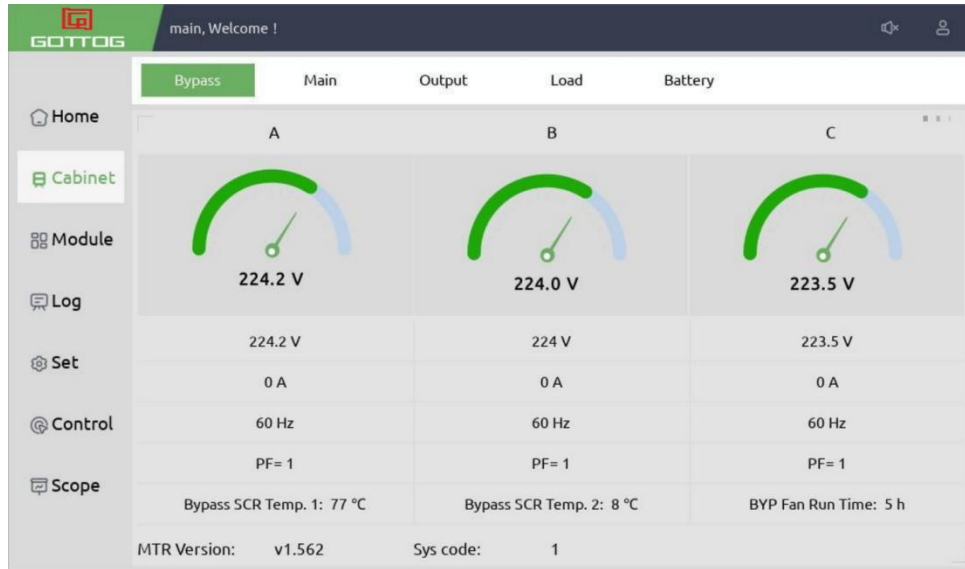 GOTTOG
main, Welcome !
Bypass Main Output Load Battery
Home
Cabinet
Module
Log
Set
Control
Scope
A B C
224.2 V 224.0 V 223.5 V
224.2 V 224 V 223.5 V
0 A 0 A 0 A
60 Hz 60 Hz 60 Hz
PF= 1 PF= 1 PF= 1
Bypass SCR Temp. 1: 77 ℃ Bypass SCR Temp. 2: 8 ℃ BYP Fan Run Time: 5 h
MTR Version: v1.562 Sys code: 1